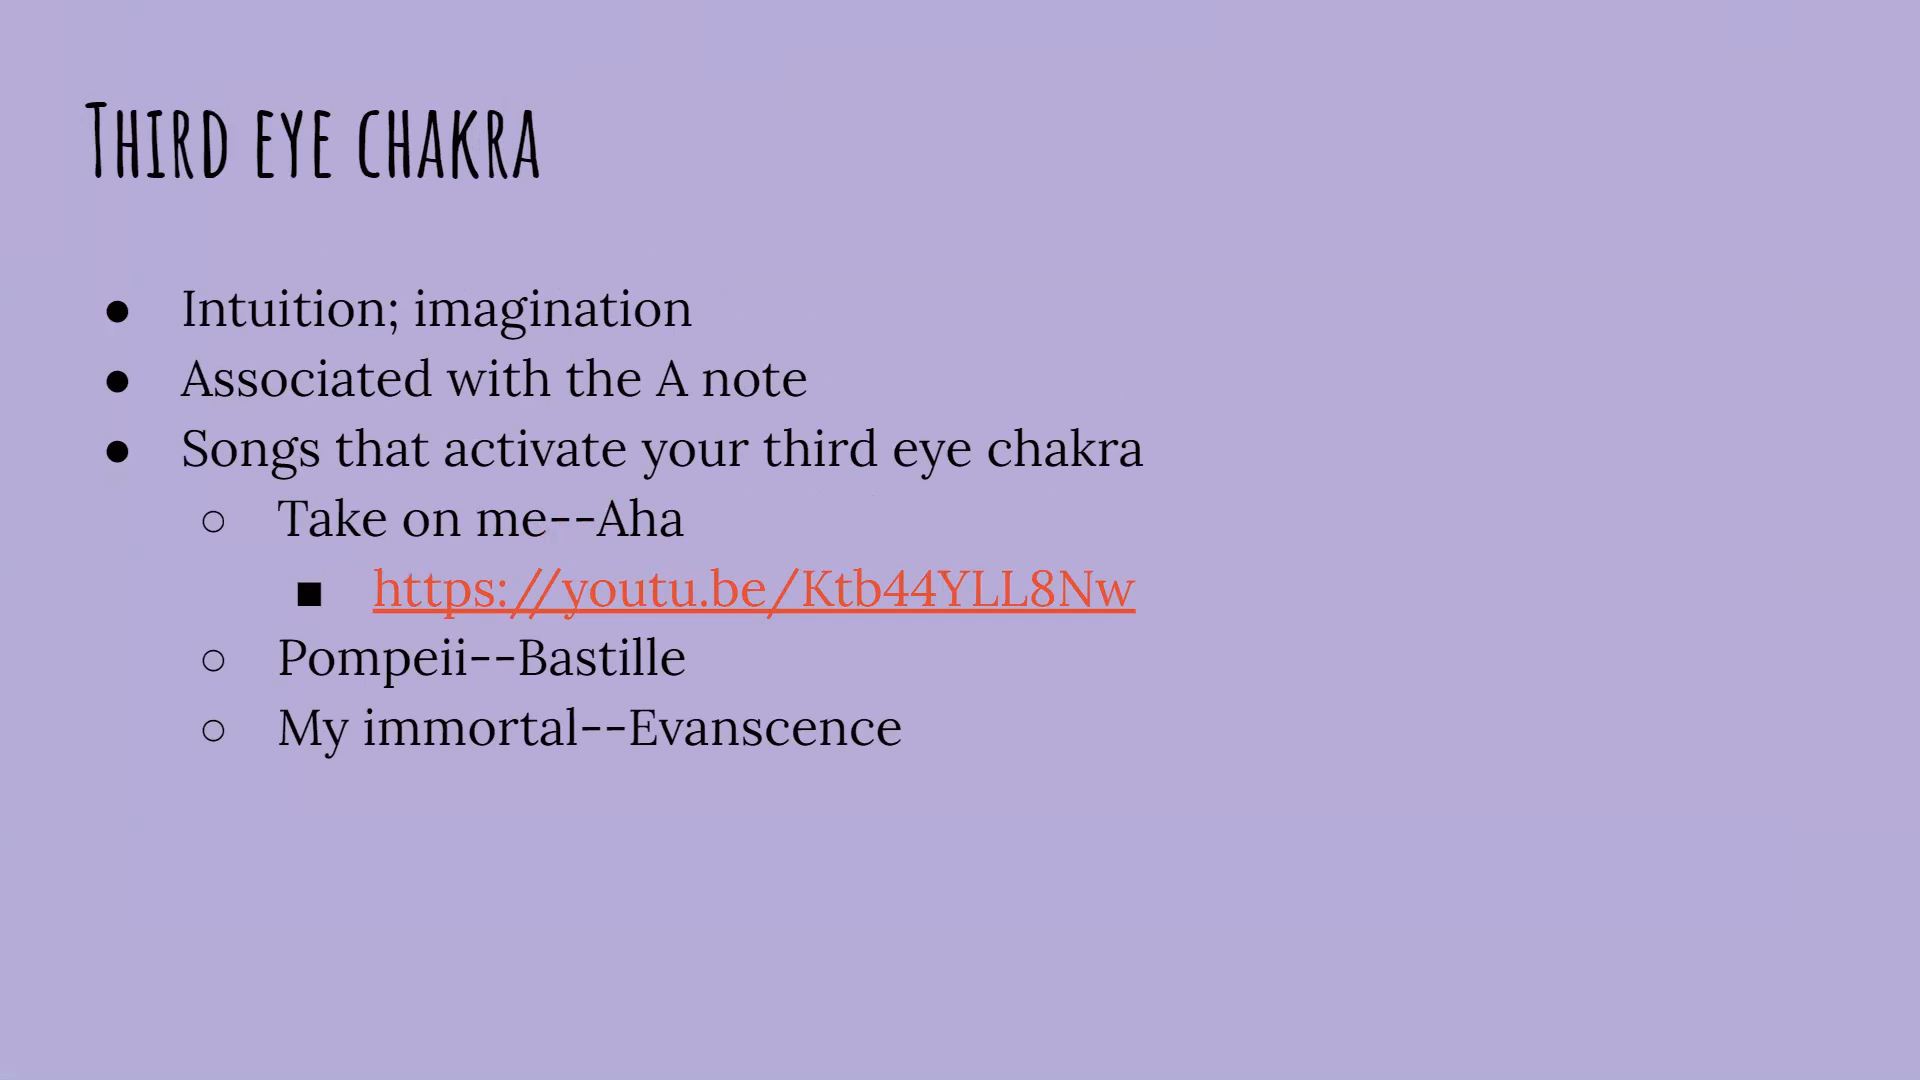 Third eye chakra
● Intuition; imagination
● Associated with the A note
● Songs that activate your third eye chakra
○ Take on me--Aha
■ https://youtu.be/Ktb44YLL8Nw
○ Pompeii--Bastille
○ My immortal--Evanscence